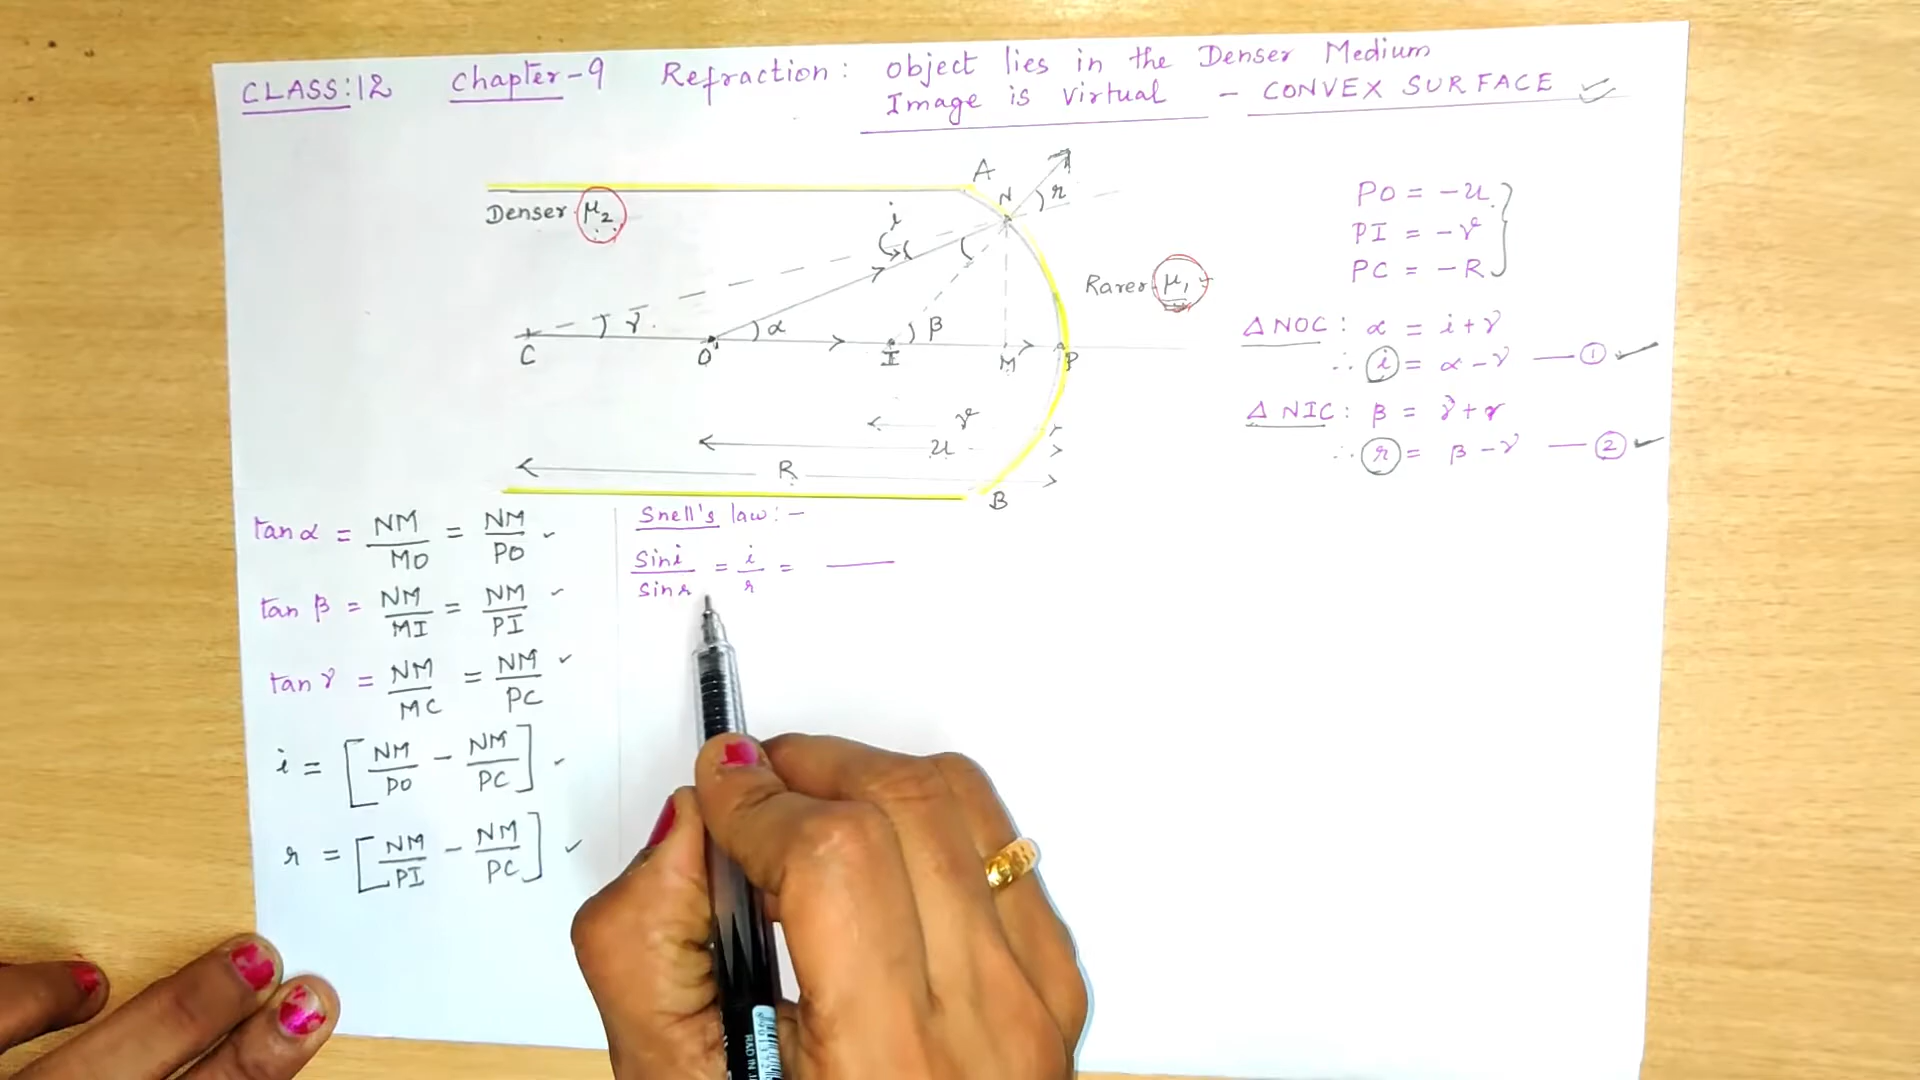 CLASS: 12 Chapter-9 Refraction: object lies in the Denser Medium
Image is virtual - CONVEX SURFACE
A
N
r
Denser μ2
i
Rarer μ1
γ
α
β
C
O
I
M
P
v
u
R
B
PO = -u
PI = -v
PC = -R
Δ NOC: α = i+γ
∴ i = α-γ — ①
Δ NIC: β = γ+r
∴ r = β-γ — ②
tan α = NM/MO = NM/PO
tan β = NM/MI = NM/PI
tan γ = NM/MC = NM/PC
i = [NM/PO - NM/PC]
r = [NM/PI - NM/PC]
Snell's law:-
Sin i/Sin r = i/r =